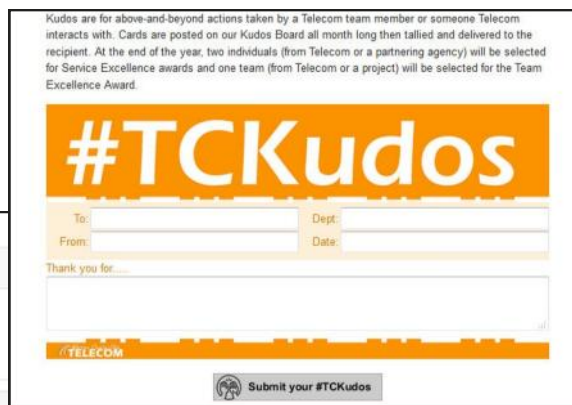 Kudos are for above-and-beyond actions taken by a Telecom team member or someone Telecom
interacts with. Cards are posted on our Kudos Board all month long then tallied and delivered to the
recipient. At the end of the year, two individuals (from Telecom or a partnering agency) will be selected
for Service Excellence awards and one team (from Telecom or a project) will be selected for the Team
Excellence Award.
#TCKudos
To: Dept:
From: Date:
Thank you for.....
TELECOM
Submit your #TCKudos